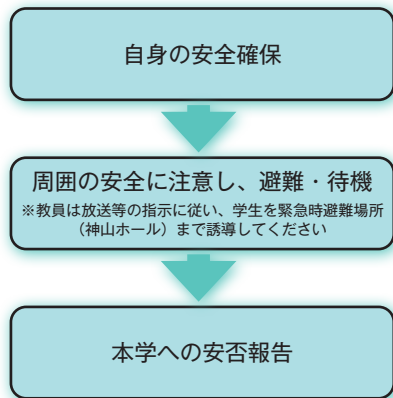 自身の安全確保
周囲の安全に注意し、避難・待機
※教員は放送等の指示に従い、学生を緊急時避難場所
（神山ホール）まで誘導してください
本学への安否報告